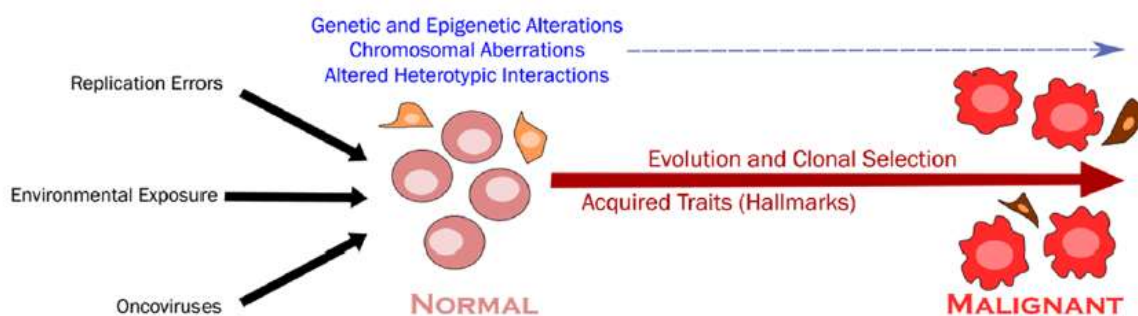 Genetic and Epigenetic Alterations
Chromosomal Aberrations
Altered Heterotypic Interactions
Replication Errors
Environmental Exposure
Oncoviruses
Evolution and Clonal Selection
Acquired Traits (Hallmarks)
NORMAL
MALIGNANT